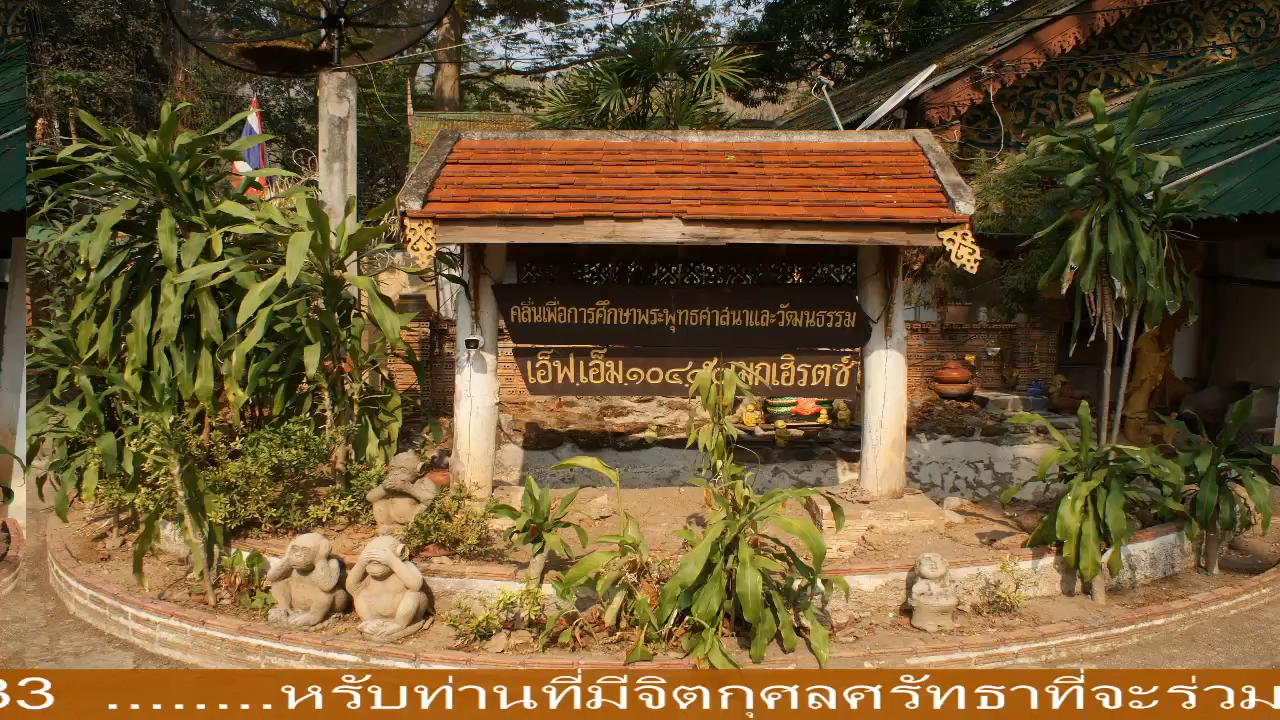 คลื่นเพื่อการศึกษาพระพุทธศาสนาและวัฒนธรรม
เอ็ฟ.เอ็ม.๑๐๔. เฮิรตซ์
33 ........หรับท่านที่มีจิตกุศลศรัทธาที่จะร่วม